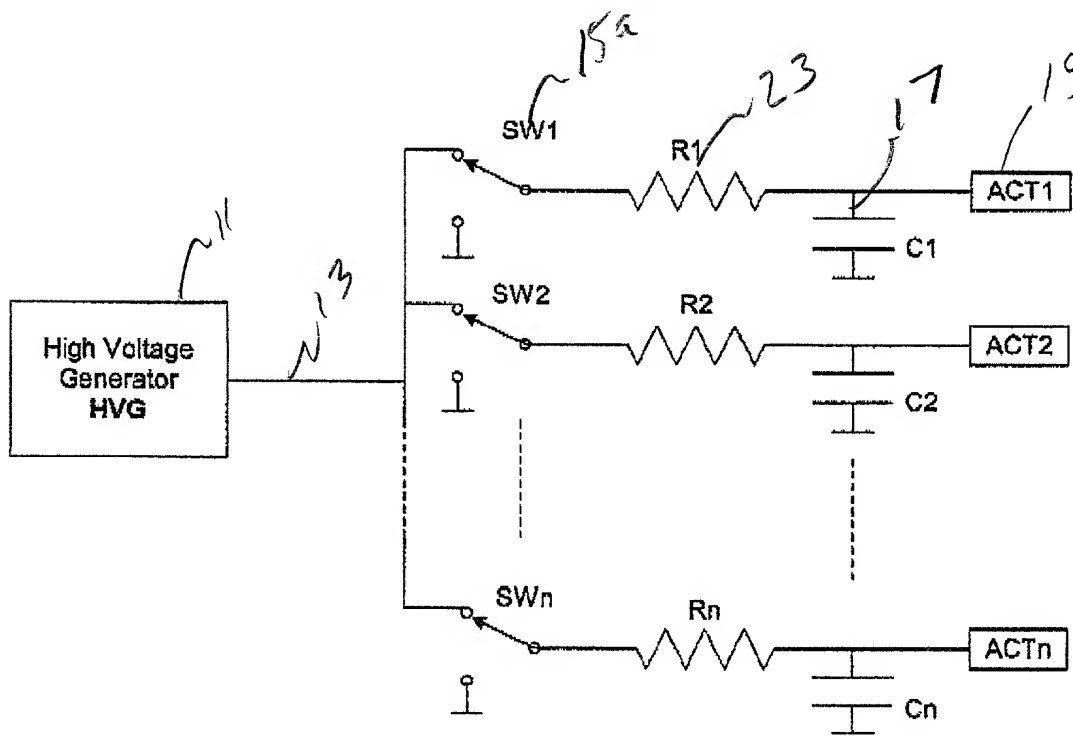 15a
23
17
SW1
R1
ACT1
C1
11
13
SW2
R2
High Voltage
Generator
HVG
ACT2
C2
SWn
Rn
ACTn
Cn